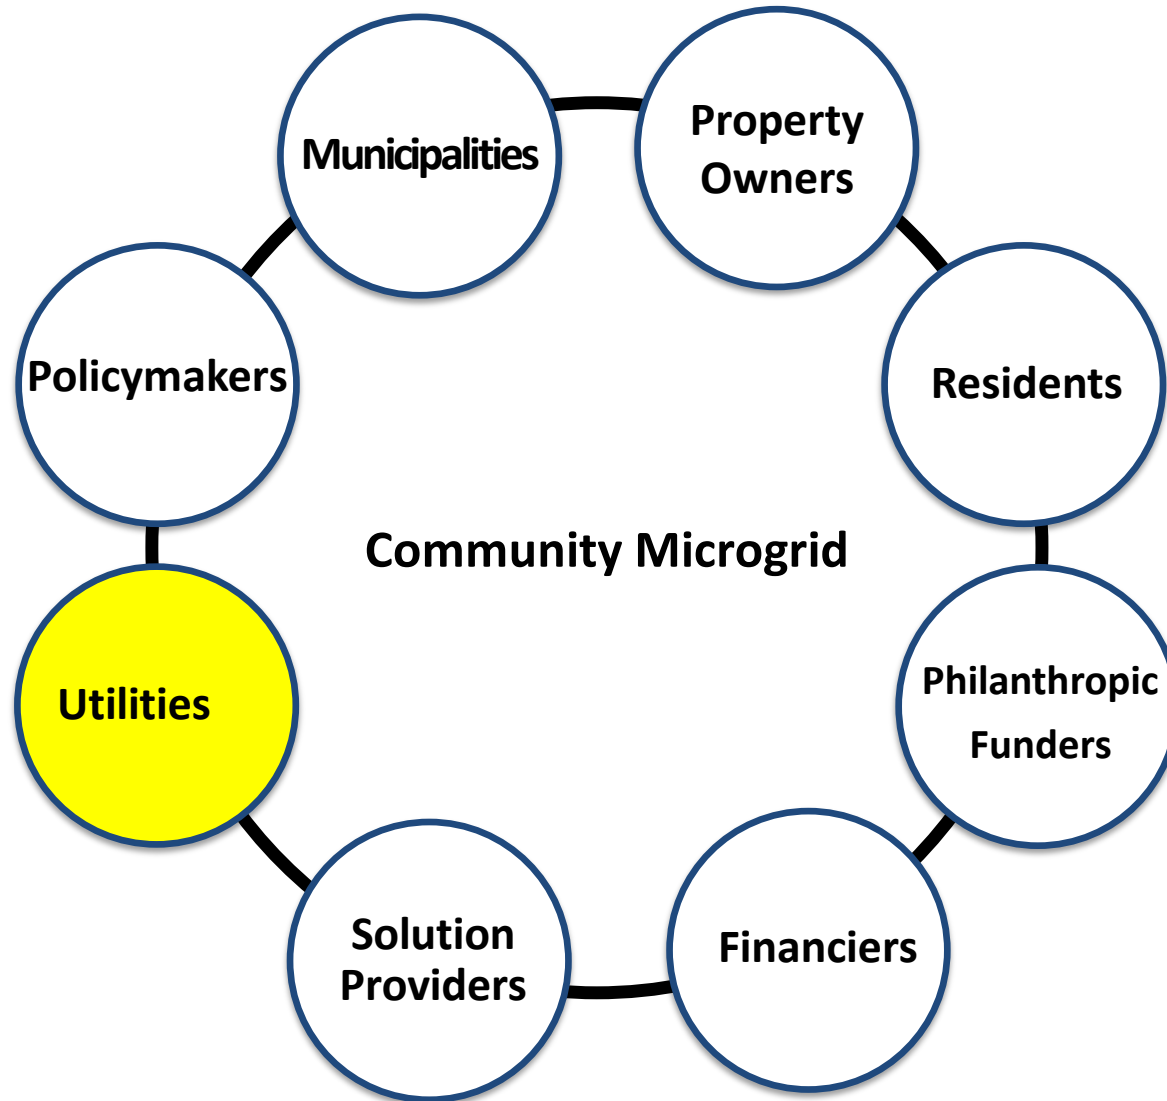 Municipalities
Property
Owners
Policymakers
Residents
Community Microgrid
Utilities
Philanthropic
Funders
Solution
Providers
Financiers